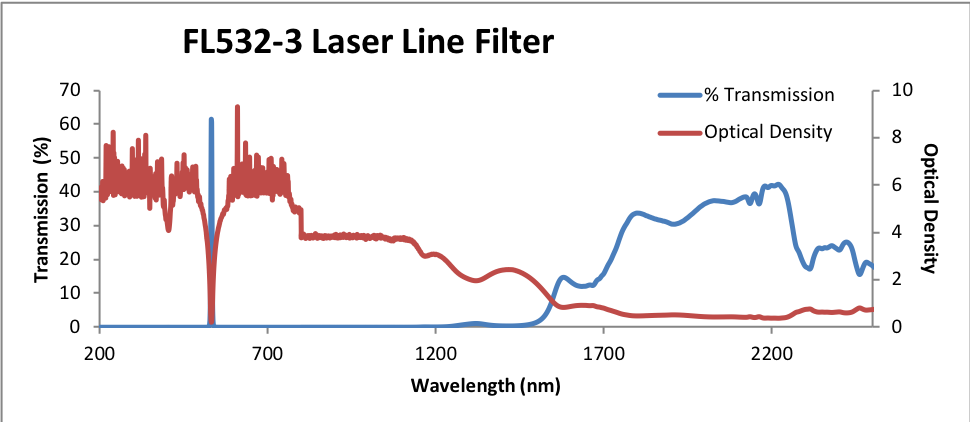 FL532-3 Laser Line Filter
% Transmission
Optical Density
70
60
50
40
30
20
10
0
Transmission (%)
10
8
6
4
2
0
Optical Density
200 700 1200 1700 2200
Wavelength (nm)